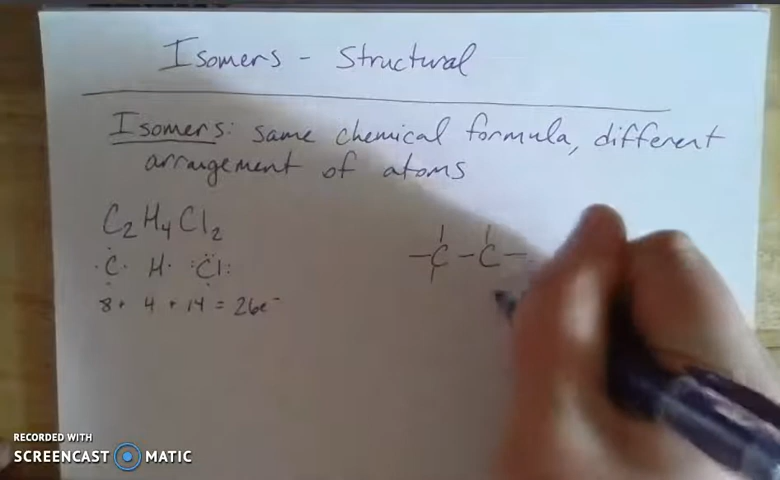 Isomers - Structural
Isomers: same chemical formula, different
arrangement of atoms
C₂H₄Cl₂
·C· H· :Cl:
8 + 4 + 14 = 26e⁻
-C-C-
RECORDED WITH
SCREENCAST MATIC